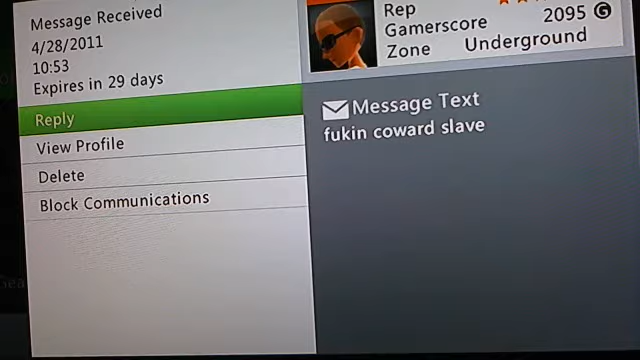 Message Received
4/28/2011
10:53
Expires in 29 days
Reply
View Profile
Delete
Block Communications
Rep
Gamerscore 2095 G
Zone Underground
Message Text
fukin coward slave